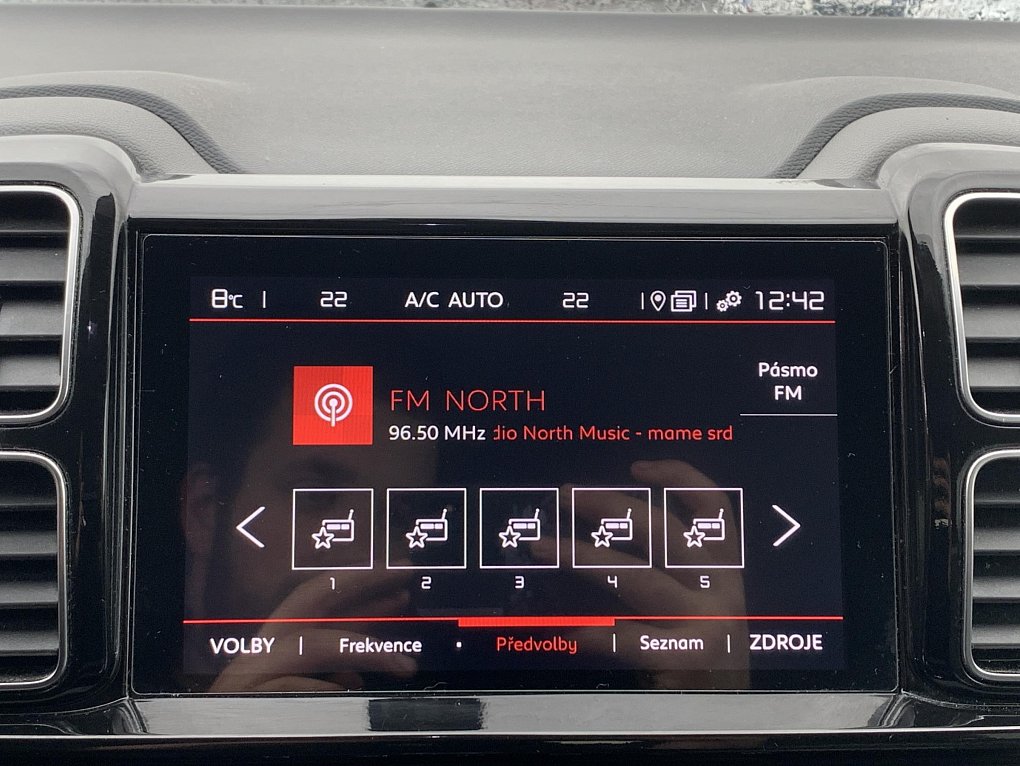 8°C | 22 A/C AUTO 22 | | 12:42
Pásmo
FM
FM NORTH
96.50 MHz dio North Music - mame srd
1 2 3 4 5
VOLBY | Frekvence • Předvolby | Seznam | ZDROJE